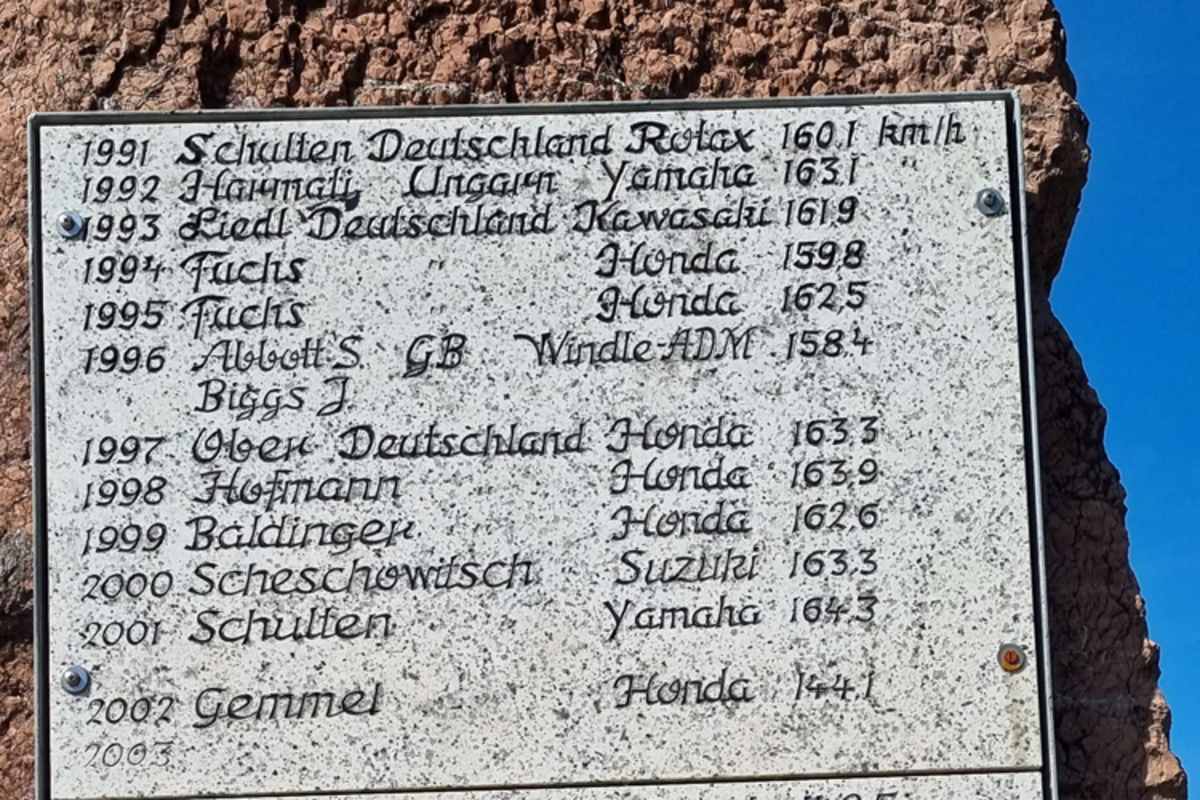 1991 Schulten Deutschland Rotax 160.1 km/h
1992 Harmati Ungarn Yamaha 163.1 "
1993 Liedl Deutschland Kawasaki 161.9
1994 Fuchs " Honda 159.8
1995 Fuchs " Honda 162.5
1996 Abbott S. GB Windle-ADM 158.4
Biggs J.
1997 Ober Deutschland Honda 163.3
1998 Hofmann Honda 163.9
1999 Baldinger Honda 162.6
2000 Scheschowitsch Suzuki 163.3
2001 Schulten Yamaha 164.3
2002 Gemmel Honda 144.1
2003